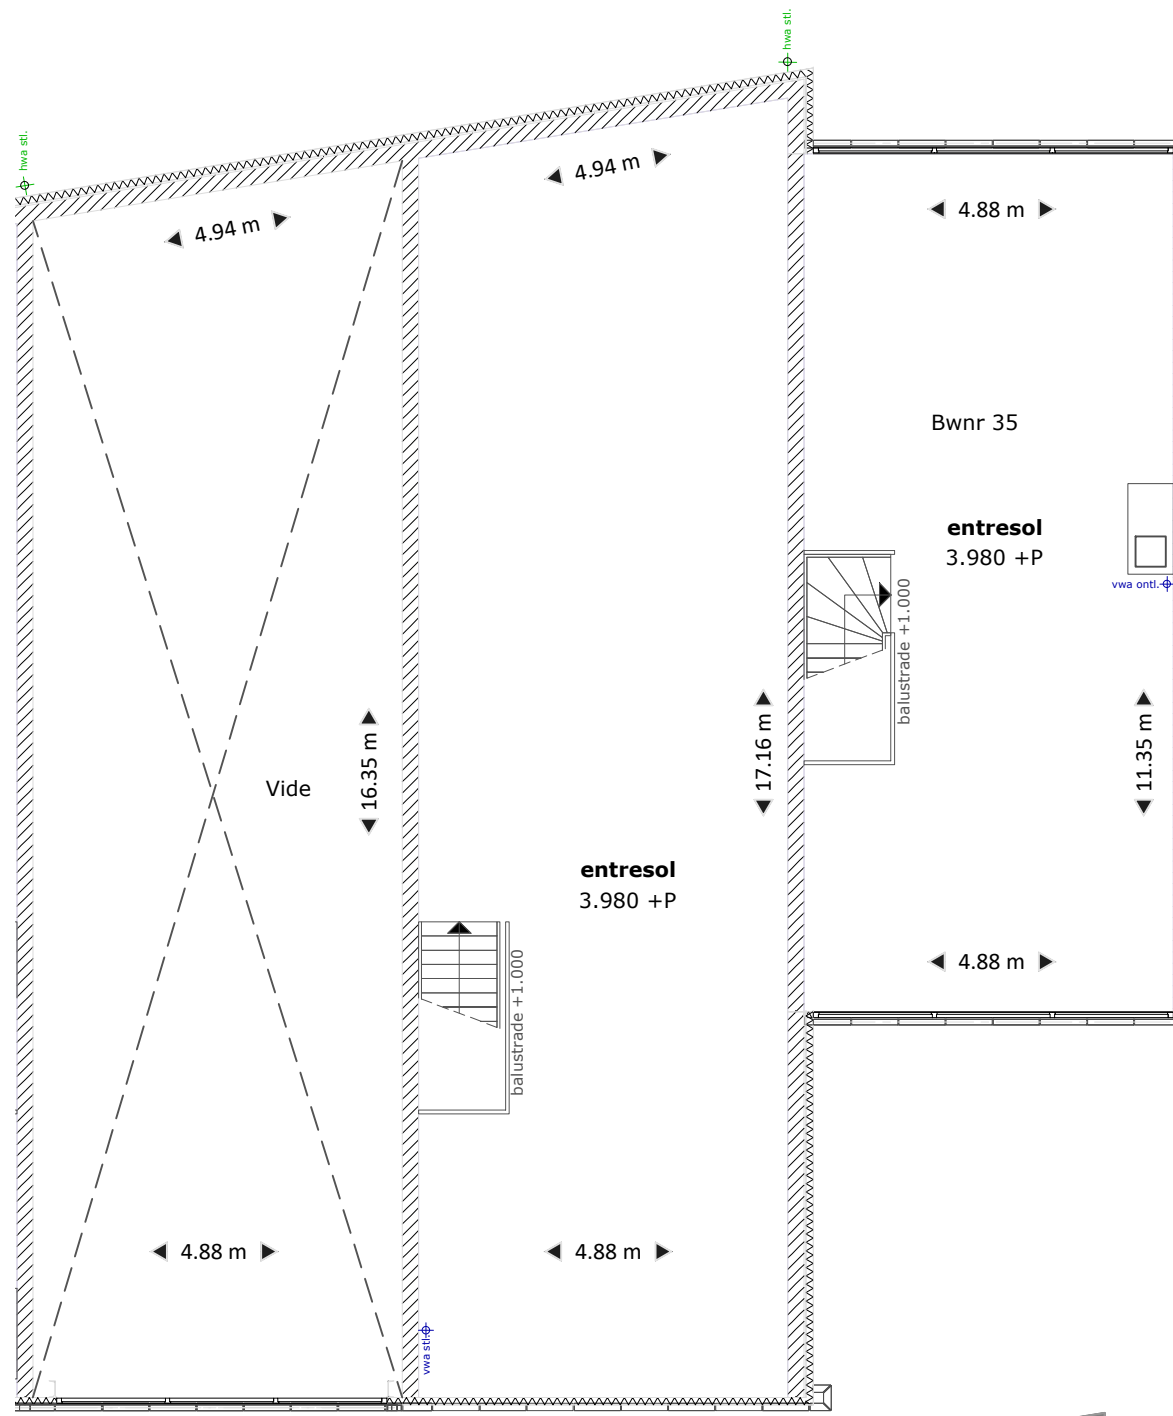 hwa stl.
hwa stl.
4.94 m
4.94 m
4.88 m
Bwnr 35
entresol
3.980 +P
vwa ontl.
balustrade +1.000
16.35 m
17.16 m
11.35 m
Vide
entresol
3.980 +P
balustrade +1.000
4.88 m
4.88 m
4.88 m
vwa stl.